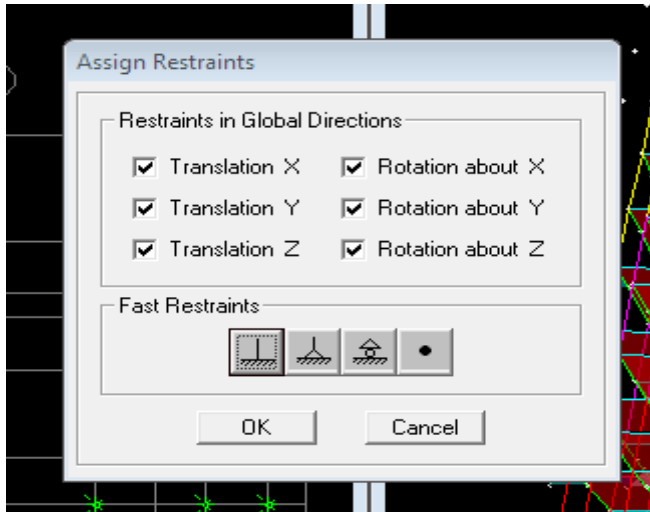 Assign Restraints
Restraints in Global Directions
Translation X Rotation about X
Translation Y Rotation about Y
Translation Z Rotation about Z
Fast Restraints
OK Cancel